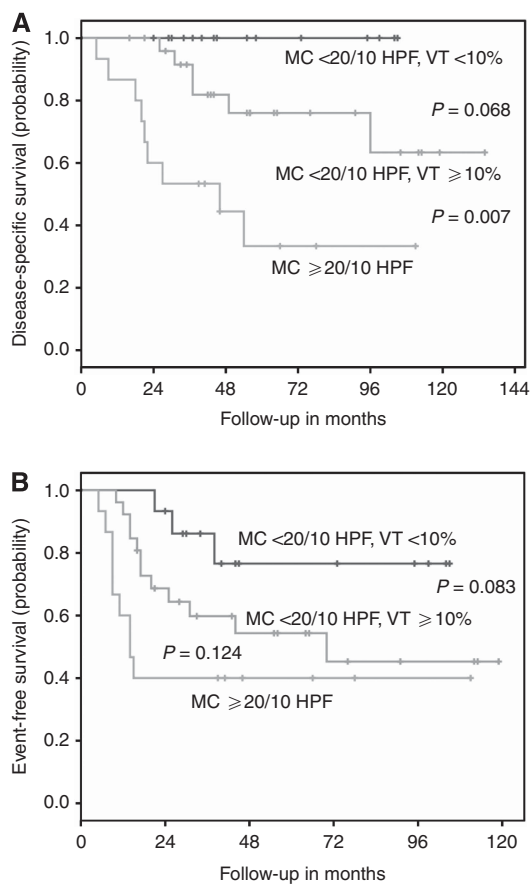 A
Disease-specific survival (probability)
1.0
0.8
0.6
0.4
0.2
0.0
MC <20/10 HPF, VT <10%
P = 0.068
MC <20/10 HPF, VT ⩾10%
P = 0.007
MC ⩾20/10 HPF
0 24 48 72 96 120 144
Follow-up in months
B
Event-free survival (probability)
1.0
0.8
0.6
0.4
0.2
0.0
MC <20/10 HPF, VT <10%
P = 0.083
MC <20/10 HPF, VT ⩾10%
P = 0.124
MC ⩾20/10 HPF
0 24 48 72 96 120
Follow-up in months